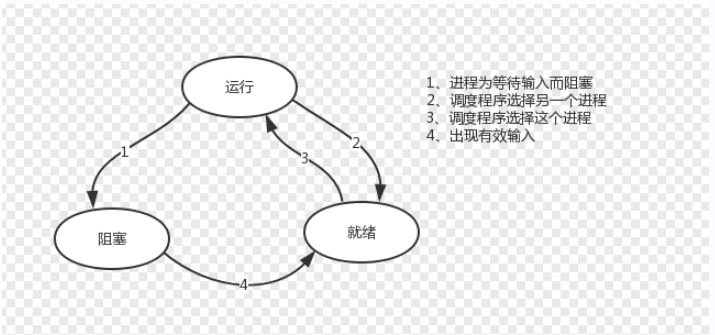 运行
1、进程为等待输入而阻塞
2、调度程序选择另一个进程
3、调度程序选择这个进程
4、出现有效输入
1
2
3
阻塞
就绪
4